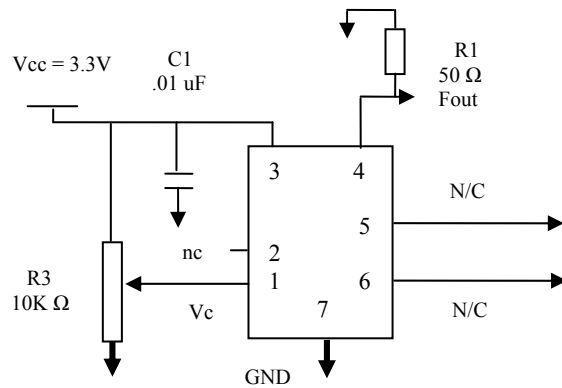 Vcc = 3.3V
C1
.01 uF
R1
50 Ω
Fout
3
4
N/C
5
nc
2
R3
10K Ω
1
6
Vc
7
N/C
GND